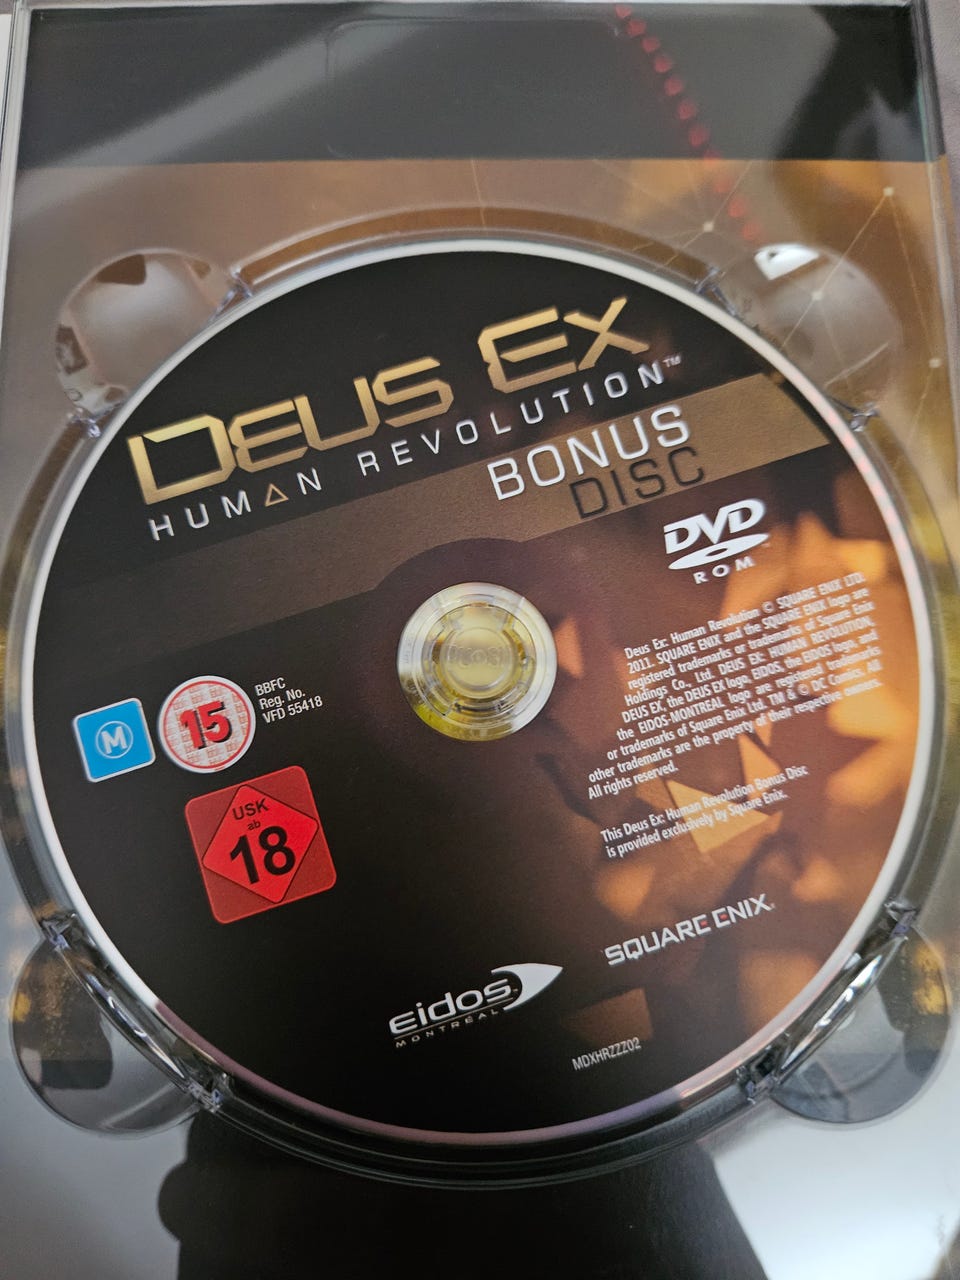 DEUS EX
HUMAN REVOLUTION™
BONUS
DISC
DVD
ROM
Deus Ex: Human Revolution © SQUARE ENIX LTD.
2011. SQUARE ENIX and the SQUARE ENIX logo are
registered trademarks or trademarks of Square Enix
Holdings Co., Ltd. DEUS EX: HUMAN REVOLUTION,
DEUS EX, the DEUS EX logo, EIDOS, the EIDOS logo, and
the EIDOS-MONTREAL logo are registered trademarks
or trademarks of Square Enix Ltd. TM & © DC Comics. All
other trademarks are the property of their respective owners.
All rights reserved.
This Deus Ex: Human Revolution Bonus Disc
is provided exclusively by Square Enix.
M
15
BBFC
Reg. No.
VFD 55418
USK
ab
18
eidos
MONTRÉAL
SQUARE ENIX
MDXHRZZZ02